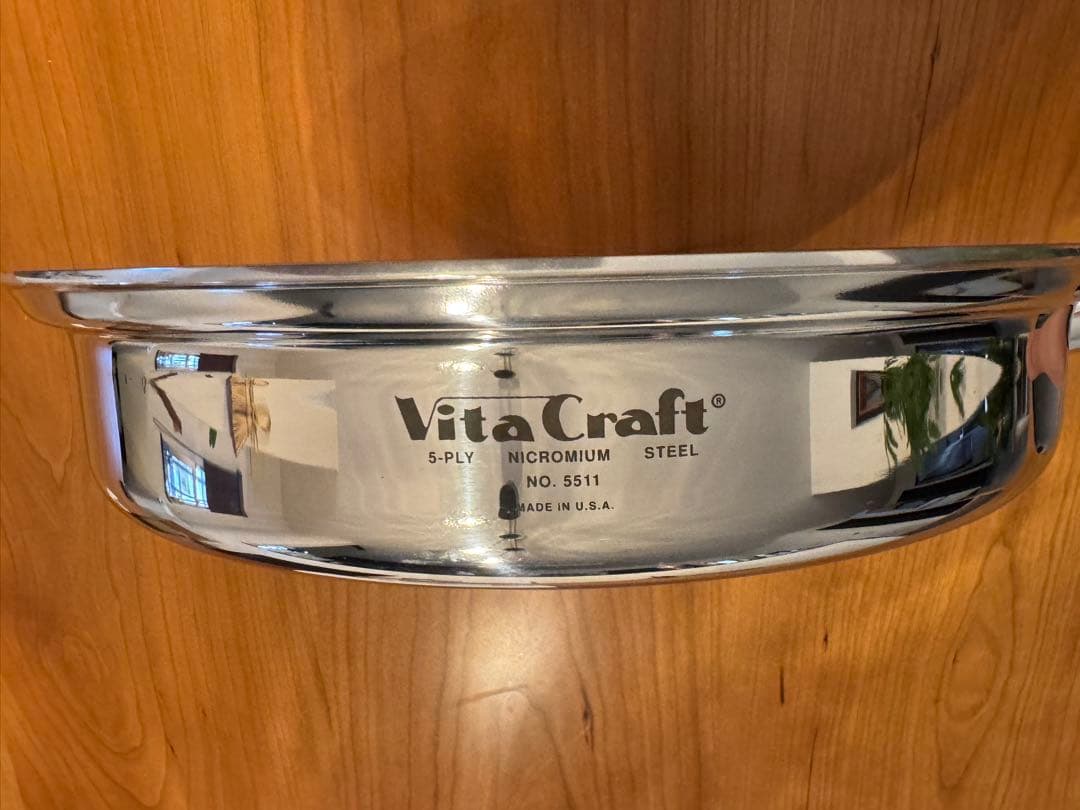 Vita Craft®
5-PLY NICROMIUM STEEL
NO. 5511
MADE IN U.S.A.